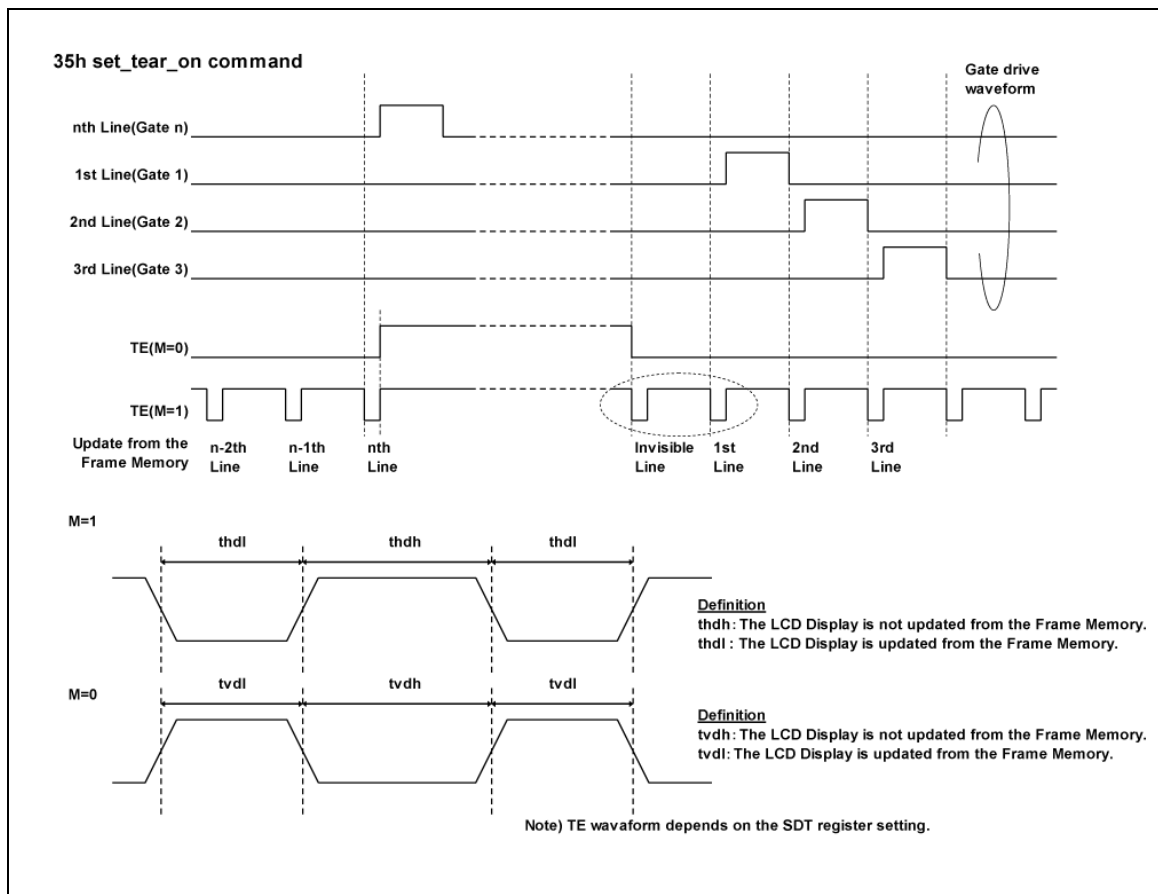 35h set_tear_on command
Gate drive
waveform
nth Line(Gate n)
1st Line(Gate 1)
2nd Line(Gate 2)
3rd Line(Gate 3)
TE(M=0)
TE(M=1)
Update from the
Frame Memory
n-2th
Line
n-1th
Line
nth
Line
Invisible
Line
1st
Line
2nd
Line
3rd
Line
M=1
thdl
thdh
thdl
Definition
thdh: The LCD Display is not updated from the Frame Memory.
thdl : The LCD Display is updated from the Frame Memory.
M=0
tvdl
tvdh
tvdl
Definition
tvdh: The LCD Display is not updated from the Frame Memory.
tvdl: The LCD Display is updated from the Frame Memory.
Note) TE wavaform depends on the SDT register setting.